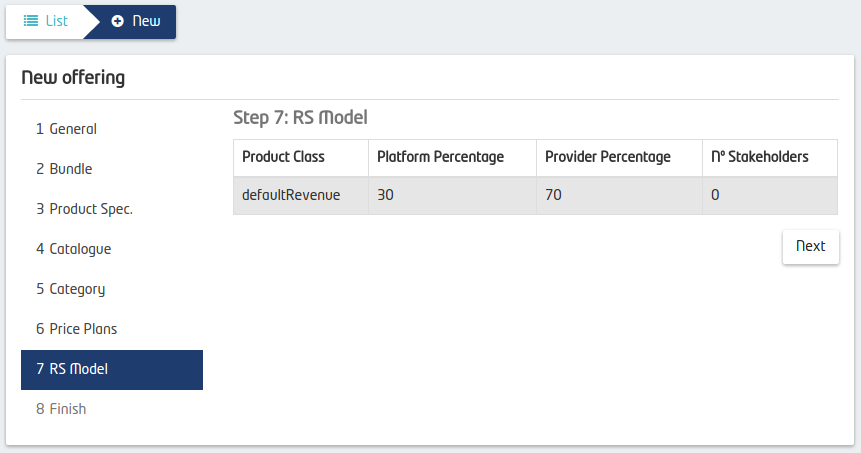 List New
New offering
1 General
2 Bundle
3 Product Spec.
4 Catalogue
5 Category
6 Price Plans
7 RS Model
8 Finish
Step 7: RS Model
Product Class Platform Percentage Provider Percentage Nº Stakeholders
defaultRevenue 30 70 0
Next